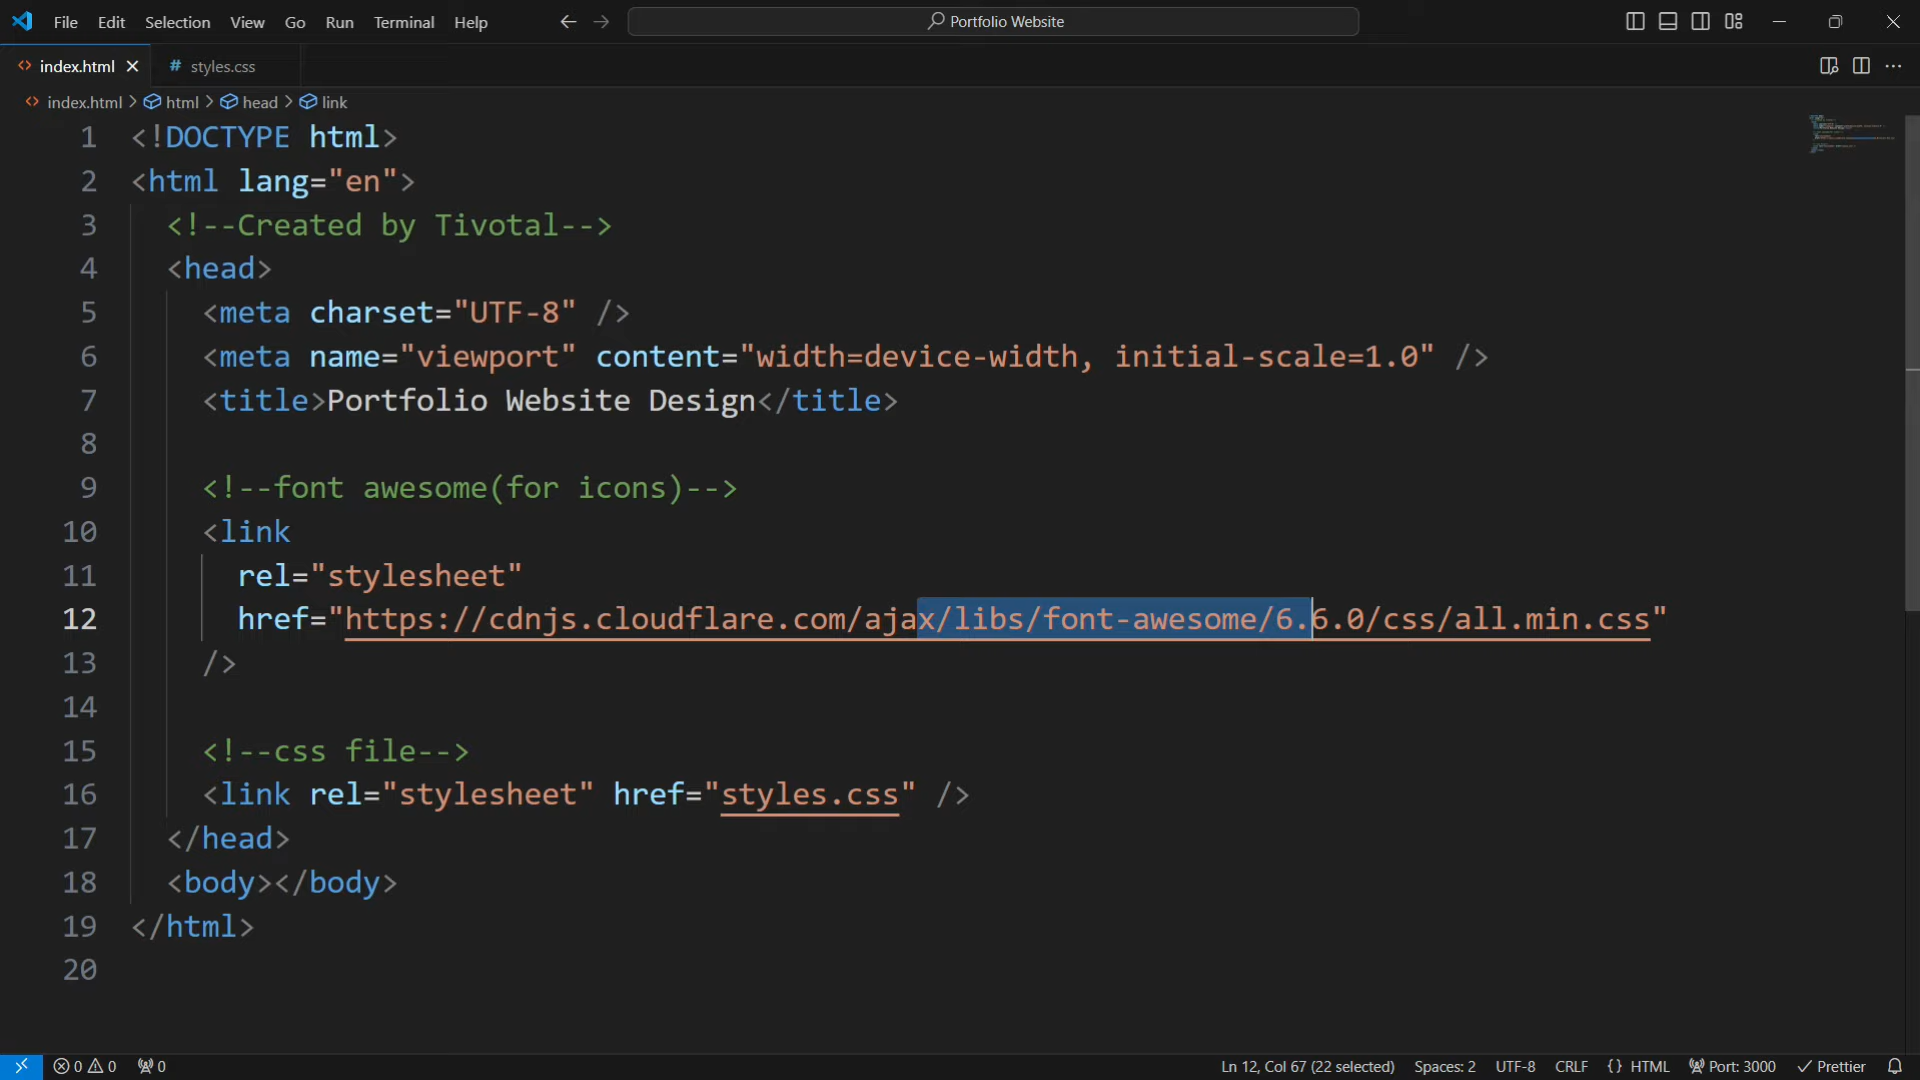 File Edit Selection View Go Run Terminal Help Portfolio Website
index.html # styles.css
index.html > html > head > link
1 <!DOCTYPE html>
2 <html lang="en">
3 <!--Created by Tivotal-->
4 <head>
5 <meta charset="UTF-8" />
6 <meta name="viewport" content="width=device-width, initial-scale=1.0" />
7 <title>Portfolio Website Design</title>
8
9 <!--font awesome(for icons)-->
10 <link
11 rel="stylesheet"
12 href="https://cdnjs.cloudflare.com/ajax/libs/font-awesome/6.6.0/css/all.min.css"
13 />
14
15 <!--css file-->
16 <link rel="stylesheet" href="styles.css" />
17 </head>
18 <body></body>
19 </html>
20
0 0 0 Ln 12, Col 67 (22 selected) Spaces: 2 UTF-8 CRLF {} HTML Port: 3000 Prettier